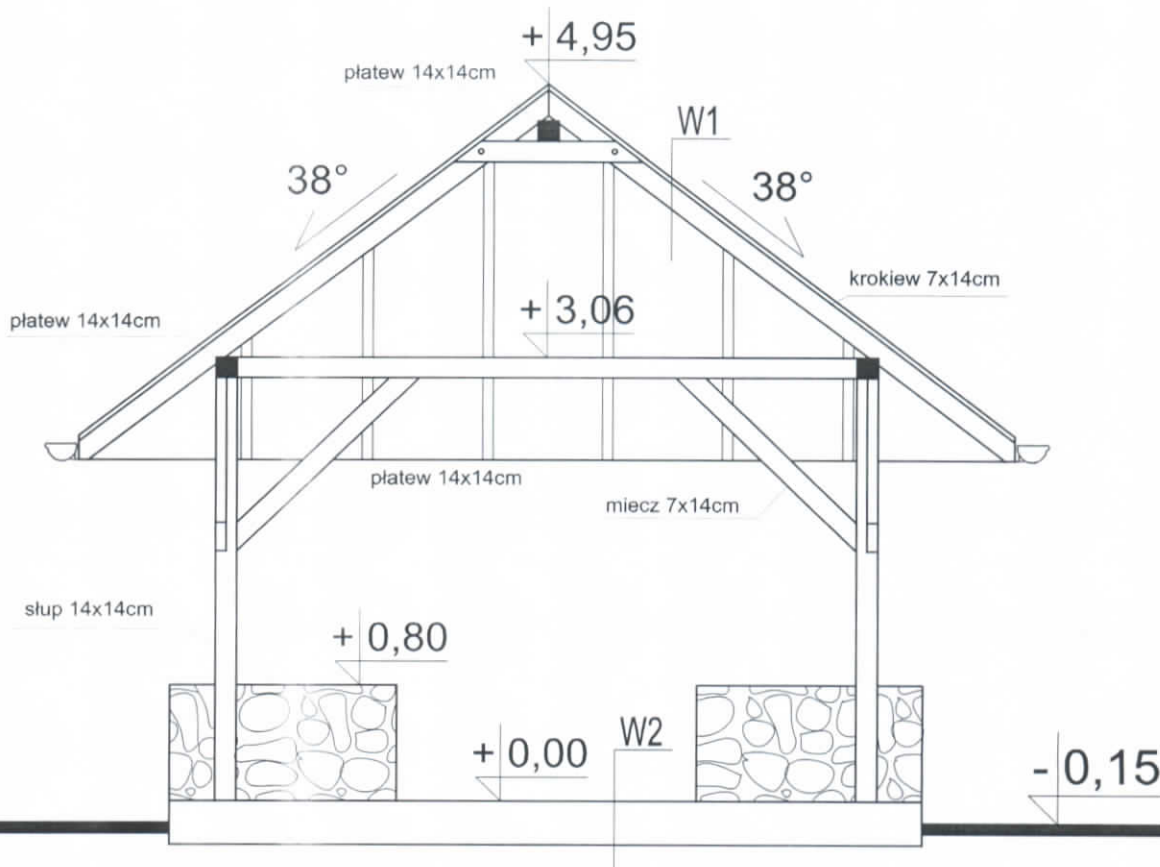 + 4,95
płatew 14x14cm
W1
38°
38°
krokiew 7x14cm
+ 3,06
płatew 14x14cm
płatew 14x14cm
miecz 7x14cm
słup 14x14cm
+ 0,80
W2
+ 0,00
- 0,15